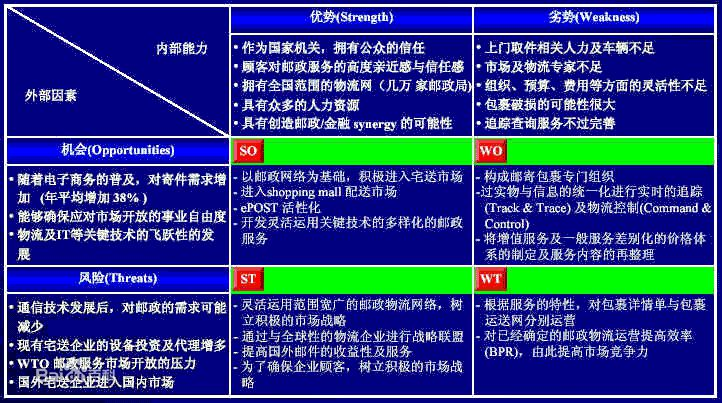 内部能力
外部因素
优势(Strength)
• 作为国家机关，拥有公众的信任
• 顾客对邮政服务的高度亲近感与信任感
• 拥有全国范围的物流网（几万 家邮政局）
• 具有众多的人力资源
• 具有创造邮政/金融 synergy 的可能性
劣势(Weakness)
• 上门取件相关人力及车辆不足
• 市场及物流专家不足
• 组织、预算、费用等方面的灵活性不足
• 包裹破损的可能性很大
• 追踪查询服务不过完善
机会(Opportunities)
• 随着电子商务的普及，对寄件需求增
加 (年平均增加 38% )
• 能够确保应对市场开放的事业自由度
• 物流及IT等关键技术的飞跃性的发
展
SO
- 以邮政网络为基础，积极进入宅送市场
- 进入shopping mall 配送市场
- ePOST 活性化
- 开发灵活运用关键技术的多样化的邮政
服务
WO
- 构成邮寄包裹专门组织
-过实物与信息的统一化进行实时的追踪
(Track & Trace) 及物流控制(Command &
Control)
- 将增值服务及一般服务差别化的价格体
系的制定及服务内容的再整理
风险(Threats)
• 通信技术发展后，对邮政的需求可能
减少
• 现有宅送企业的设备投资及代理增多
• WTO 邮政服务市场开放的压力
• 国外宅送企业进入国内市场
ST
- 灵活运用范围宽广的邮政物流网络，树
立积极的市场战略
- 通过与全球性的物流企业进行战略联盟
- 提高国外邮件的收益性及服务
- 为了确保企业顾客，树立积极的市场战
略
WT
- 根据服务的特性，对包裹详情单与包裹
运送网分别运营
- 对已经确定的邮政物流运营提高效率
(BPR)，由此提高市场竞争力
Bai百科